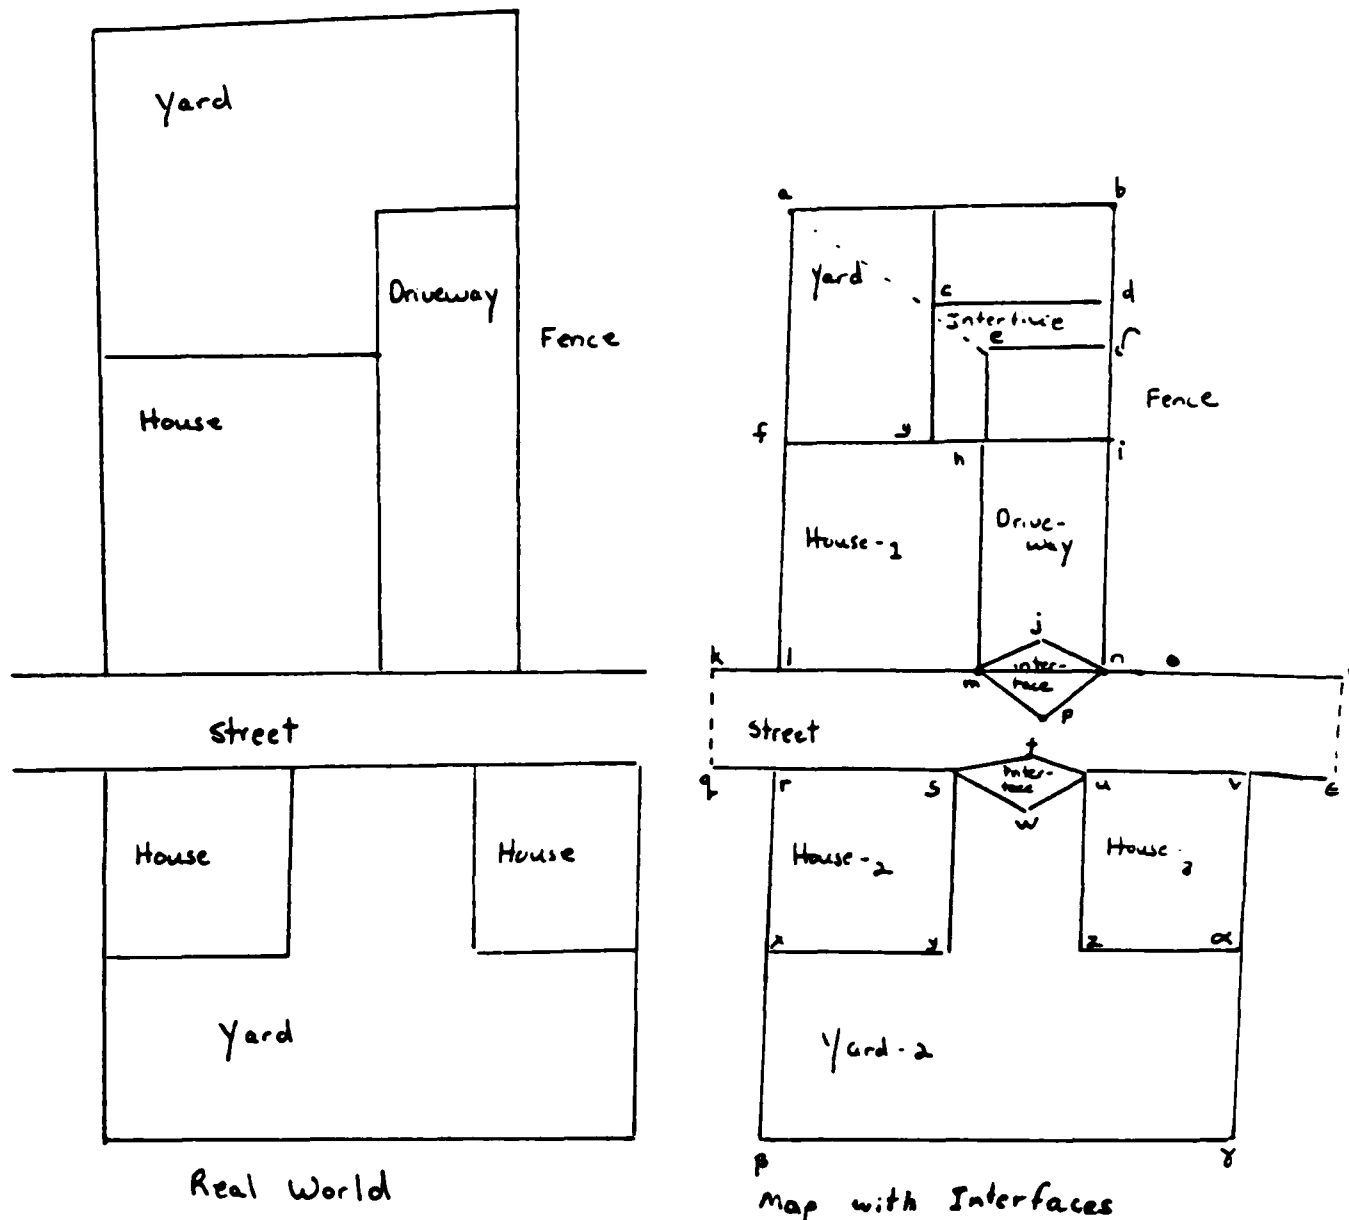 Yard
Driveway
Fence
House
Street
House
House
Yard
Real World
a
b
Yard
c
d
Interface
e
Fence
f
g
h
i
House-1
Drive-
way
j
k
l
m
inter-
face
n
o
p
Street
t
q
r
s
inter-
face
u
v
ε
w
House-2
House-3
x
y
z
α
Yard-2
β
γ
Map with Interfaces